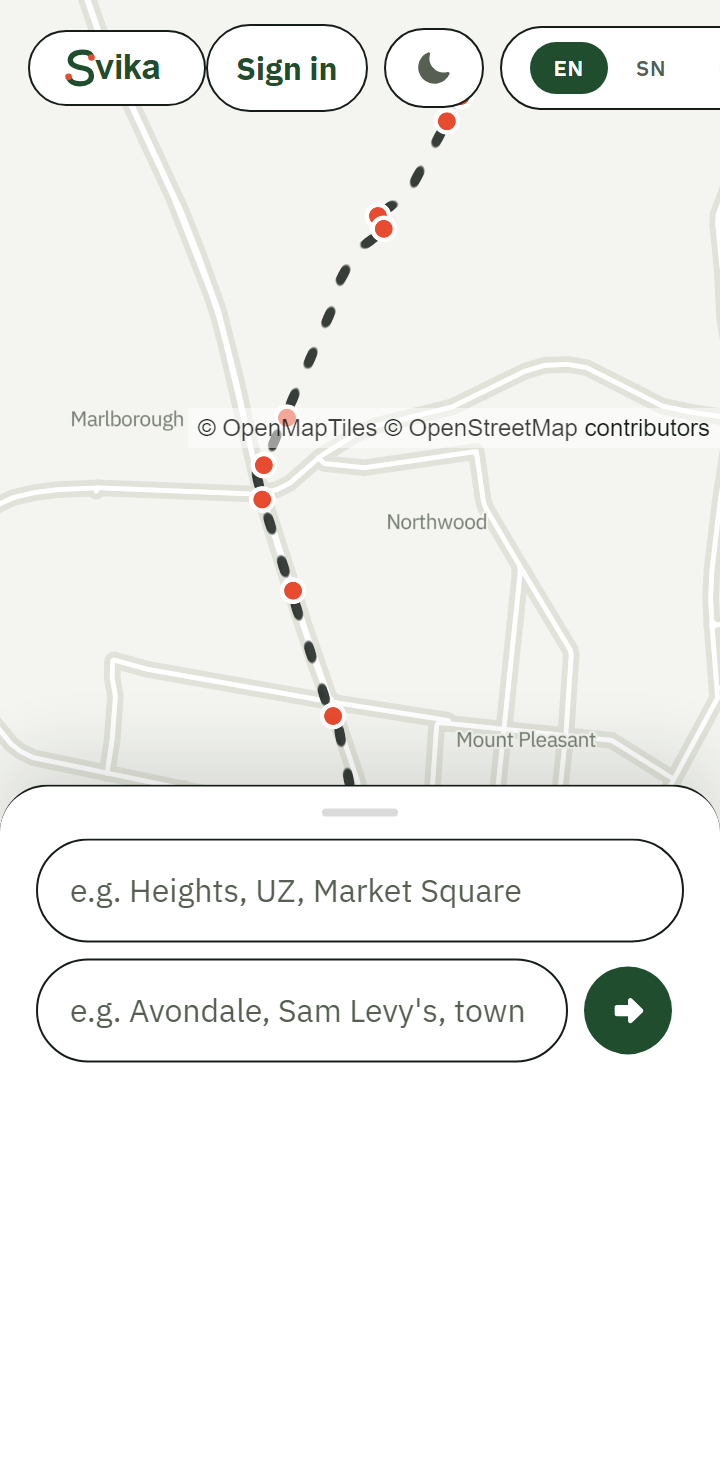 Svika
Sign in
EN
SN
Marlborough
© OpenMapTiles © OpenStreetMap contributors
Northwood
Mount Pleasant
e.g. Heights, UZ, Market Square
e.g. Avondale, Sam Levy's, town